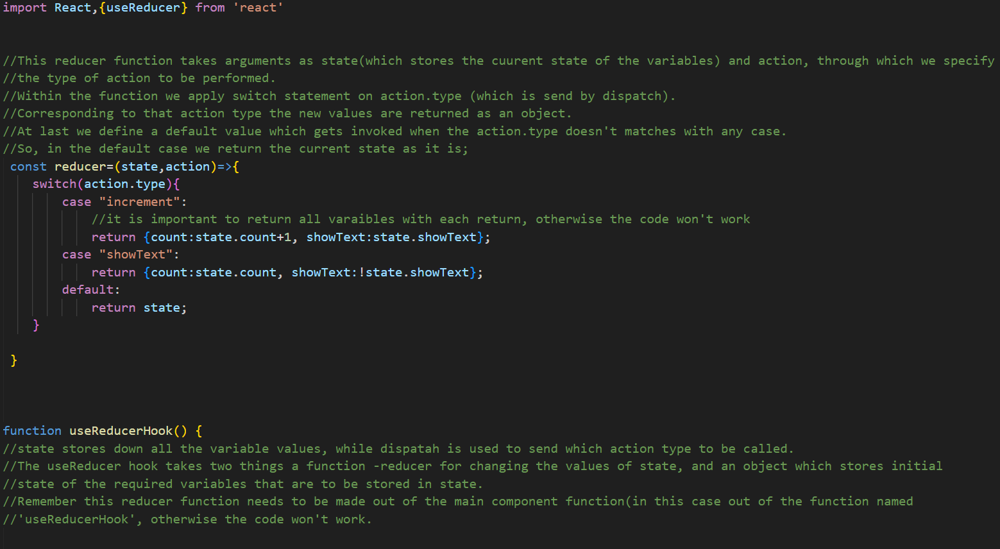 import React,{useReducer} from 'react'
//This reducer function takes arguments as state(which stores the cuurent state of the variables) and action, through which we specify
//the type of action to be performed.
//Within the function we apply switch statement on action.type (which is send by dispatch).
//Corresponding to that action type the new values are returned as an object.
//At last we define a default value which gets invoked when the action.type doesn't matches with any case.
//So, in the default case we return the current state as it is;
const reducer=(state,action)=>{
switch(action.type){
case "increment":
//it is important to return all varaibles with each return, otherwise the code won't work
return {count:state.count+1, showText:state.showText};
case "showText":
return {count:state.count, showText:!state.showText};
default:
return state;
}
}
function useReducerHook() {
//state stores down all the variable values, while dispatah is used to send which action type to be called.
//The useReducer hook takes two things a function -reducer for changing the values of state, and an object which stores initial
//state of the required variables that are to be stored in state.
//Remember this reducer function needs to be made out of the main component function(in this case out of the function named
//'useReducerHook', otherwise the code won't work.